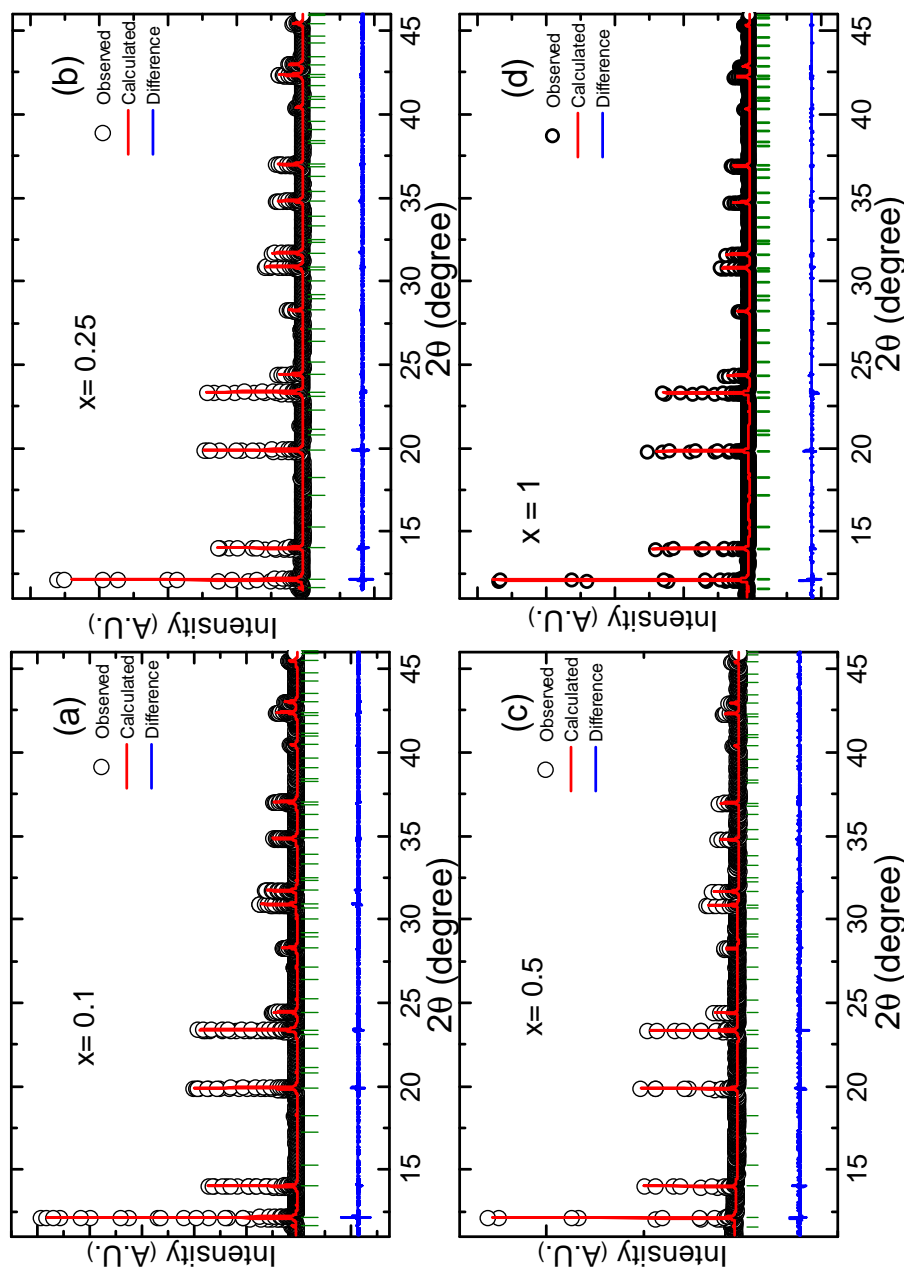 (a)
x= 0.1
Observed
Calculated
Difference
Intensity (A.U.)
15 20 25 30 35 40 45
2θ (degree)
(b)
x= 0.25
Observed
Calculated
Difference
Intensity (A.U.)
15 20 25 30 35 40 45
2θ (degree)
(c)
x= 0.5
Observed
Calculated
Difference
Intensity (A.U.)
15 20 25 30 35 40 45
2θ (degree)
(d)
x = 1
Observed
Calculated
Difference
Intensity (A.U.)
15 20 25 30 35 40 45
2θ (degree)